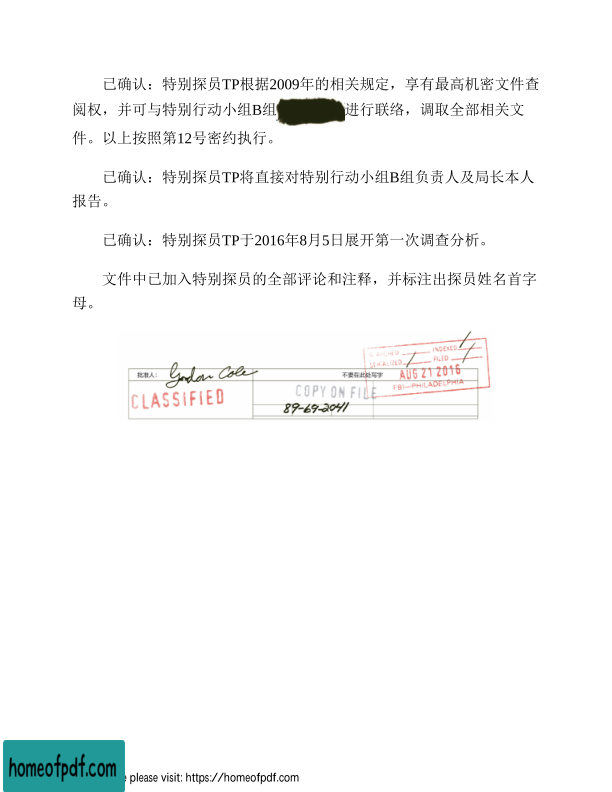 已确认：特别探员TP根据2009年的相关规定，享有最高机密文件查
阅权，并可与特别行动小组B组进行联络，调取全部相关文
件。以上按照第12号密约执行。
已确认：特别探员TP将直接对特别行动小组B组负责人及局长本人
报告。
已确认：特别探员TP于2016年8月5日展开第一次调查分析。
文件中已加入特别探员的全部评论和注释，并标注出探员姓名首字
母。
INDEXED
SERIALIZED FILED
批准人： Gordon Cole 不要在此处写字 AUG 21 2016
FBI—PHILADELPHIA
CLASSIFIED COPY ON FILE
89-69-2041
homeofpdf.com
e please visit: https://homeofpdf.com